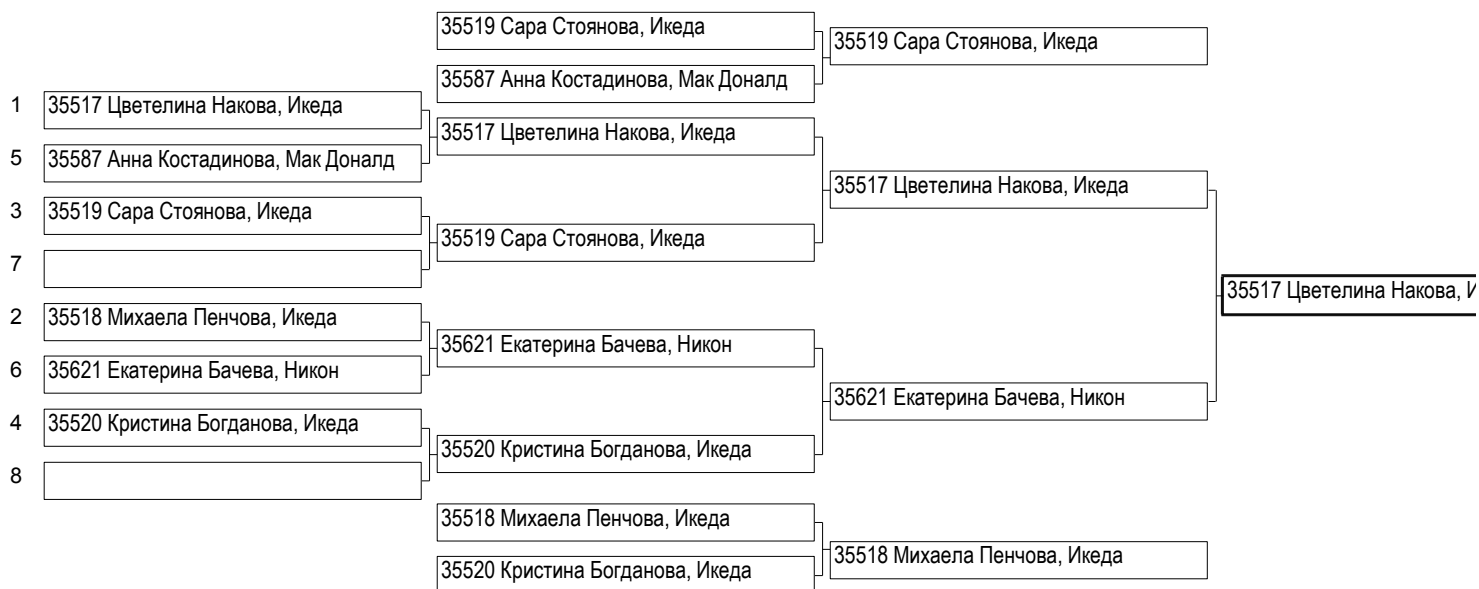 35519 Сара Стоянова, Икеда
35519 Сара Стоянова, Икеда
35587 Анна Костадинова, Мак Доналд
1 35517 Цветелина Накова, Икеда
35517 Цветелина Накова, Икеда
5 35587 Анна Костадинова, Мак Доналд
35517 Цветелина Накова, Икеда
3 35519 Сара Стоянова, Икеда
35519 Сара Стоянова, Икеда
7
35517 Цветелина Накова, И
2 35518 Михаела Пенчова, Икеда
35621 Екатерина Бачева, Никон
6 35621 Екатерина Бачева, Никон
35621 Екатерина Бачева, Никон
4 35520 Кристина Богданова, Икеда
35520 Кристина Богданова, Икеда
8
35518 Михаела Пенчова, Икеда
35518 Михаела Пенчова, Икеда
35520 Кристина Богданова, Икеда